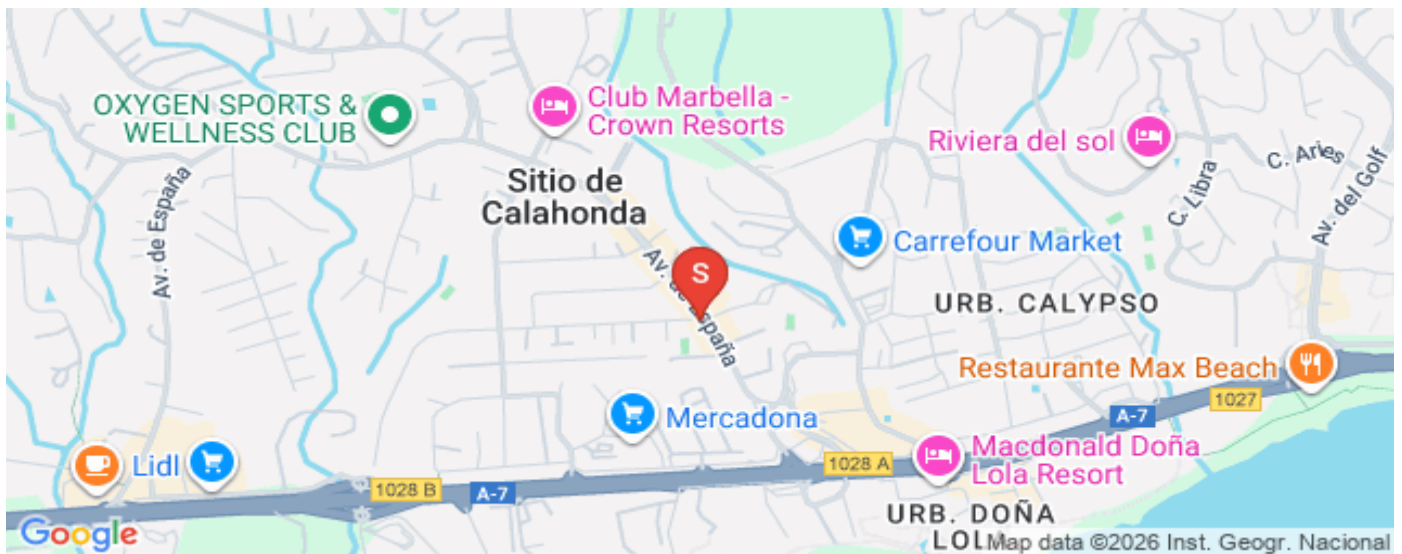 OXYGEN SPORTS &
WELLNESS CLUB
Club Marbella -
Crown Resorts
Riviera del sol
C. Aries
C. Libra
Av. del Golf
Sitio de
Calahonda
Av. de España
Carrefour Market
Av. de España
S
URB. CALYPSO
Restaurante Max Beach
1027
A-7
Mercadona
Macdonald Doña
Lola Resort
Lidl
1028 A
1028 B
A-7
URB. DOÑA
LOL
Google
Map data ©2026 Inst. Geogr. Nacional